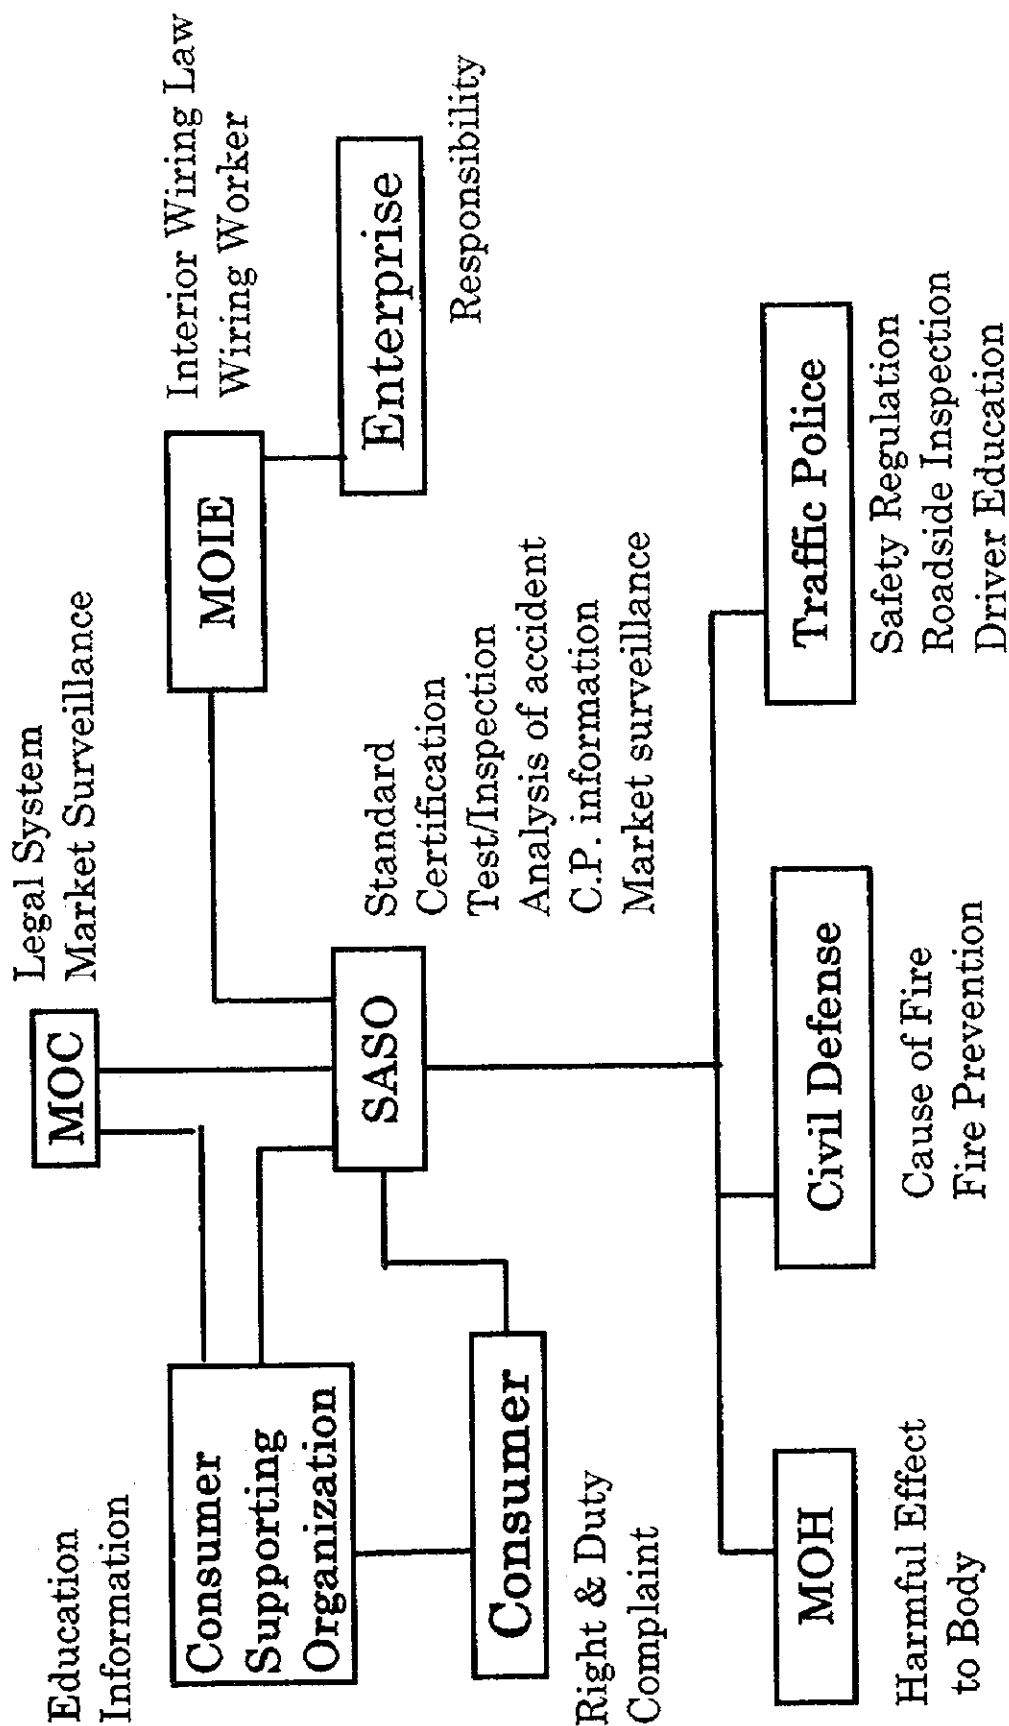 Legal System
Market Surveillance
MOC
Education
Information
Consumer
Supporting
Organization
MOIE
Interior Wiring Law
Wiring Worker
Enterprise
Responsibility
SASO
Standard
Certification
Test/Inspection
Analysis of accident
C.P. information
Market surveillance
Consumer
Right & Duty
Complaint
MOH
Harmful Effect
to Body
Civil Defense
Cause of Fire
Fire Prevention
Traffic Police
Safety Regulation
Roadside Inspection
Driver Education